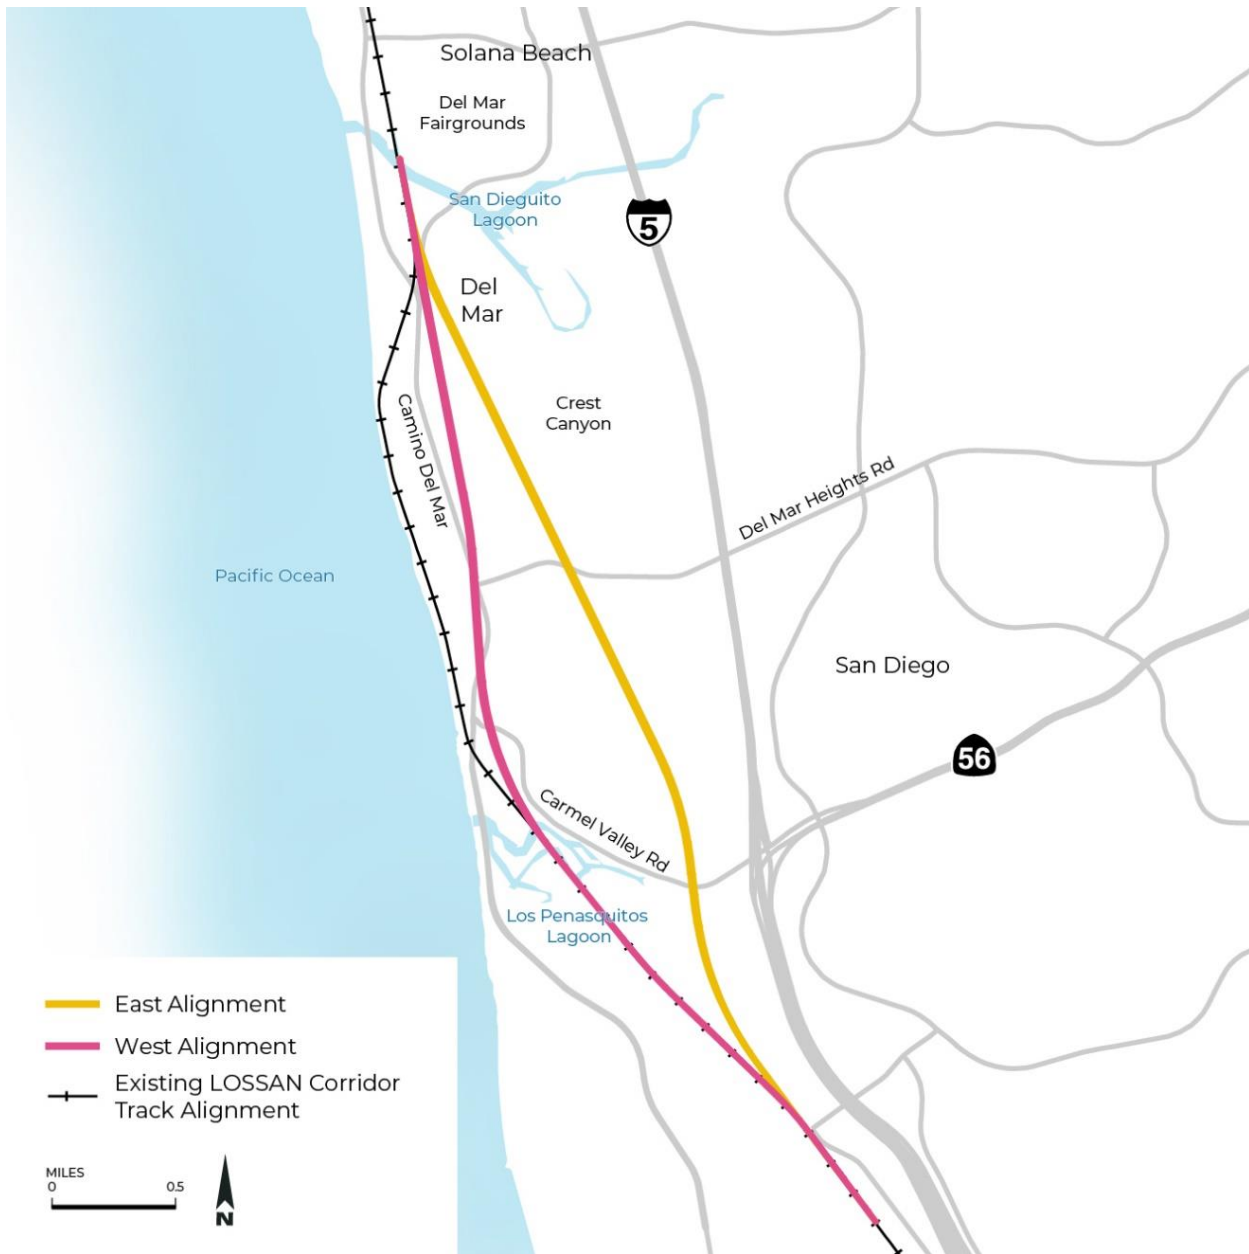 Solana Beach
Del Mar
Fairgrounds
San Dieguito
Lagoon
5
Del
Mar
Crest
Canyon
Camino Del Mar
Del Mar Heights Rd
Pacific Ocean
San Diego
56
Carmel Valley Rd
Los Penasquitos
Lagoon
East Alignment
West Alignment
Existing LOSSAN Corridor
Track Alignment
MILES
0 0.5
N